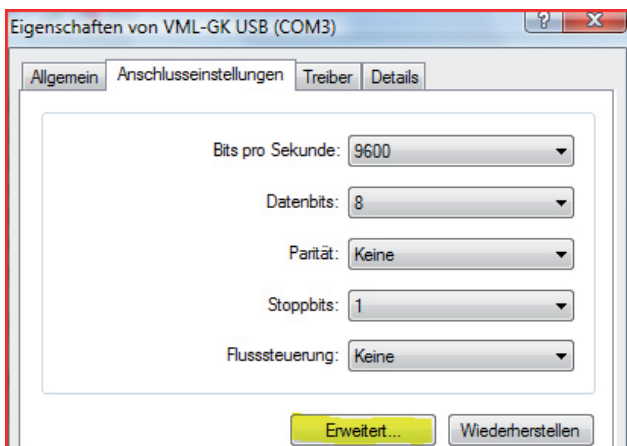 Eigenschaften von VML-GK USB (COM3)
Allgemein Anschlusseinstellungen Treiber Details
Bits pro Sekunde: 9600
Datenbits: 8
Parität: Keine
Stoppbits: 1
Flusssteuerung: Keine
Erweitert... Wiederherstellen